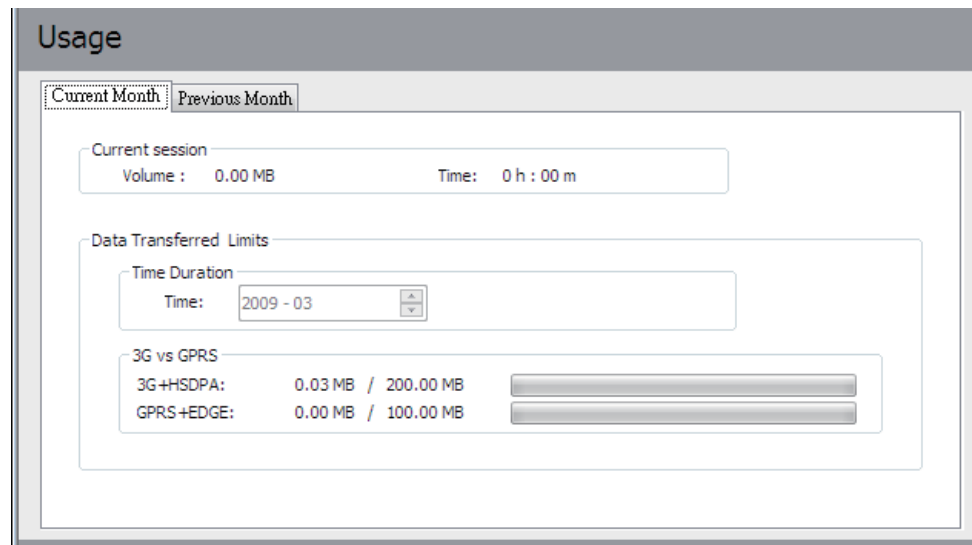 Usage
Current Month Previous Month
Current session
Volume : 0.00 MB Time: 0 h : 00 m
Data Transferred Limits
Time Duration
Time: 2009 - 03
3G vs GPRS
3G+HSDPA: 0.03 MB / 200.00 MB
GPRS+EDGE: 0.00 MB / 100.00 MB